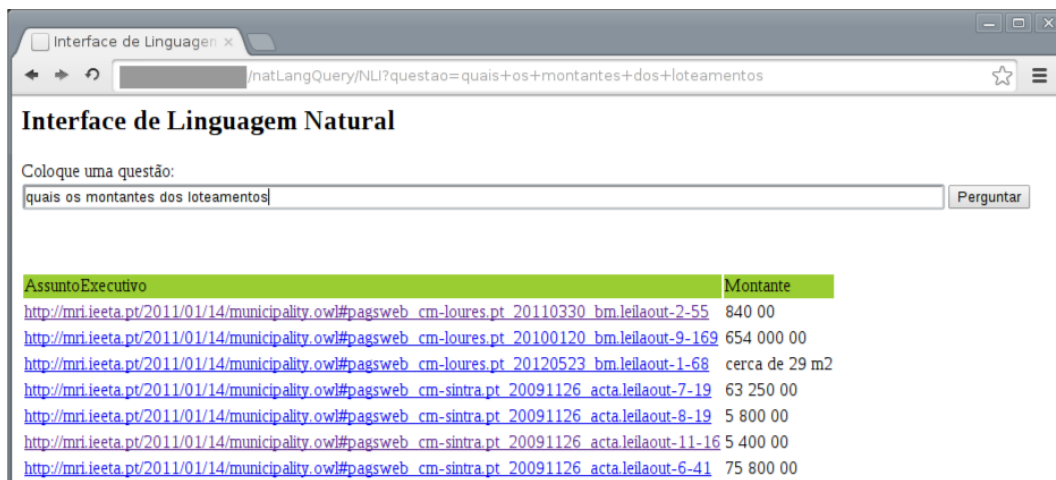 Interface de Linguagen
/natLangQuery/NLI?questao=quais+os+montantes+dos+loteamentos
Interface de Linguagem Natural
Coloque uma questão:
quais os montantes dos loteamentos Perguntar
AssuntoExecutivo Montante
http://mri.ieeta.pt/2011/01/14/municipality.owl#pagsweb_cm-loures.pt_20110330_bm.leilaout-2-55 840 00
http://mri.ieeta.pt/2011/01/14/municipality.owl#pagsweb_cm-loures.pt_20100120_bm.leilaout-9-169 654 000 00
http://mri.ieeta.pt/2011/01/14/municipality.owl#pagsweb_cm-loures.pt_20120523_bm.leilaout-1-68 cerca de 29 m2
http://mri.ieeta.pt/2011/01/14/municipality.owl#pagsweb_cm-sintra.pt_20091126_acta.leilaout-7-19 63 250 00
http://mri.ieeta.pt/2011/01/14/municipality.owl#pagsweb_cm-sintra.pt_20091126_acta.leilaout-8-19 5 800 00
http://mri.ieeta.pt/2011/01/14/municipality.owl#pagsweb_cm-sintra.pt_20091126_acta.leilaout-11-16 5 400 00
http://mri.ieeta.pt/2011/01/14/municipality.owl#pagsweb_cm-sintra.pt_20091126_acta.leilaout-6-41 75 800 00